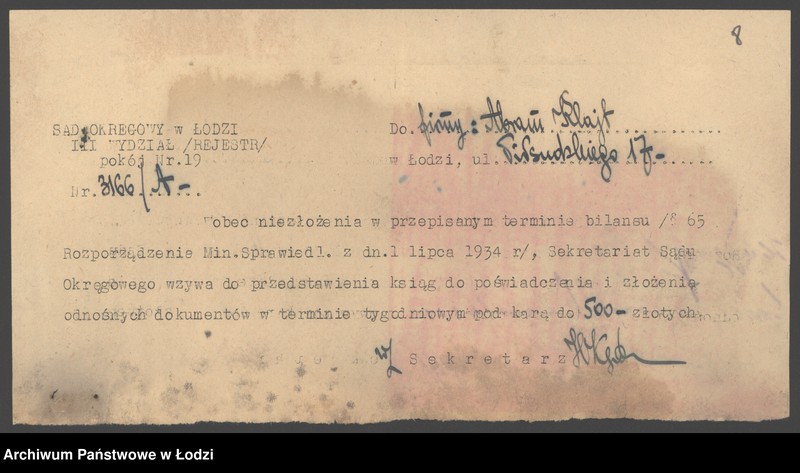 8
SĄD OKRĘGOWY w ŁODZI
III WYDZIAŁ /REJESTR/
pokój Nr.19
Nr. 3166/A-
Do. firmy: Abram Klajt
w Łodzi, ul. Piłsudskiego 17-
Wobec niezłożenia w przepisanym terminie bilansu /§ 65
Rozporządzenia Min.Sprawiedl. z dn.1 lipca 1934 r/, Sekretariat Sądu
Okręgowego wzywa do przedstawienia ksiąg do poświadczenia i złożenia
odnośnych dokumentów w terminie tygodniowym pod karą do 500- złotych
Sekretarz
Archiwum Państwowe w Łodzi